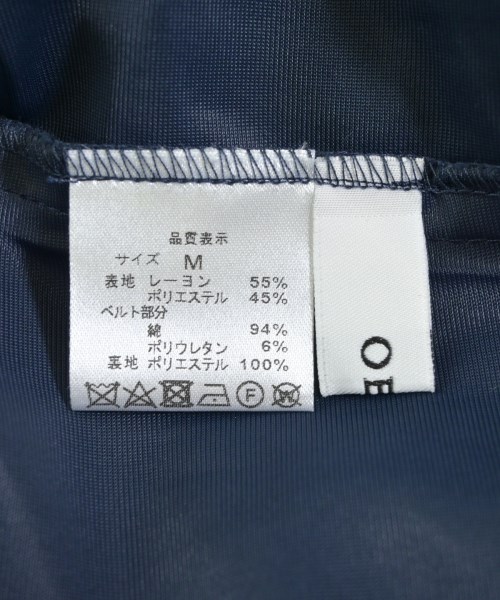 品質表示
サイズ M
表地 レーヨン 55%
ポリエステル 45%
ベルト部分
綿 94%
ポリウレタン 6%
裏地 ポリエステル 100%
F W
OE